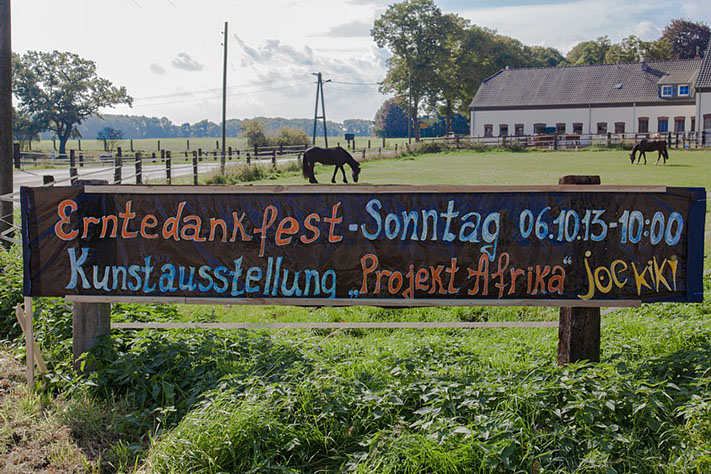 Erntedankfest - Sonntag 06.10.13 - 10:00
Kunstausstellung „Projekt Afrika“ joe kiki